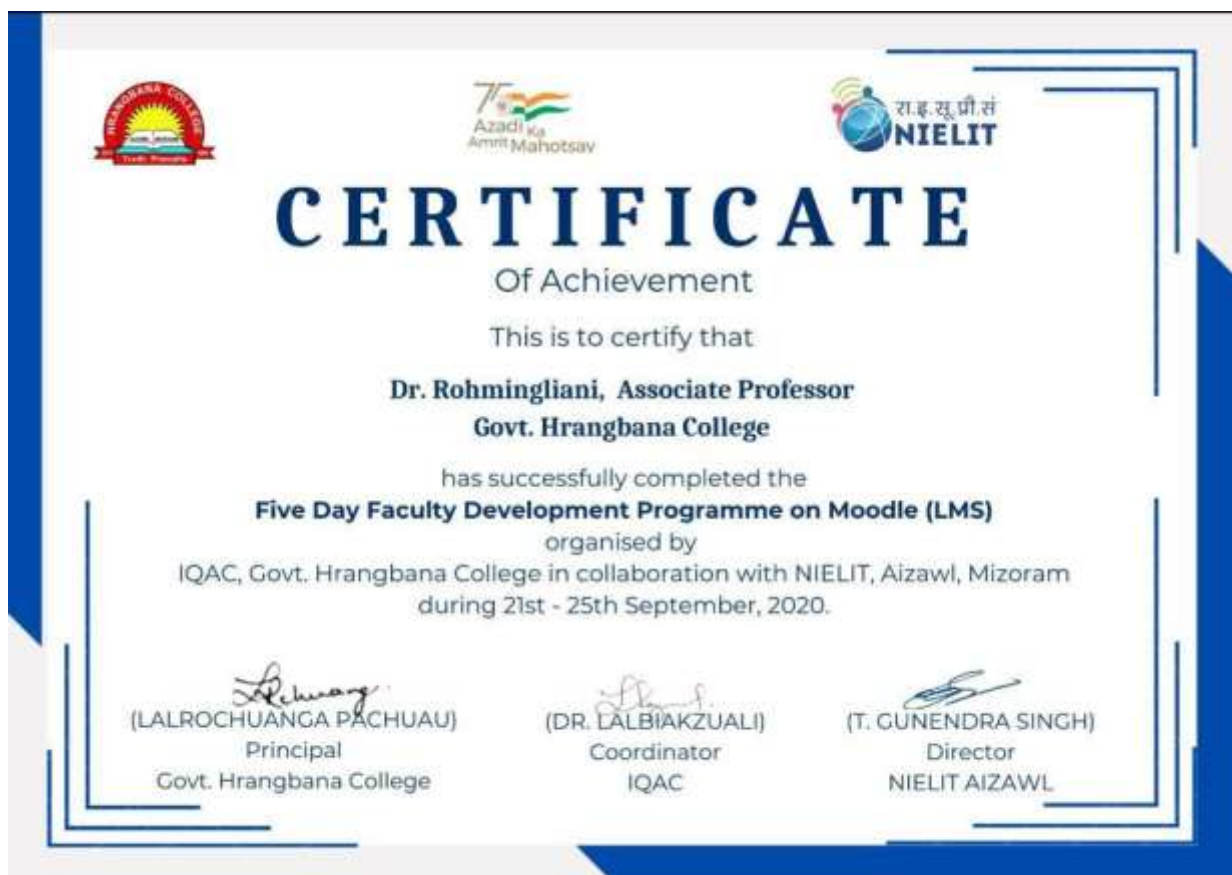 HRANGBANA COLLEGE
75
Azadi Ka
Amrit Mahotsav
रा.इ.सू.प्रौ.सं
NIELIT
CERTIFICATE
Of Achievement
This is to certify that
Dr. Rohmingliani, Associate Professor
Govt. Hrangbana College
has successfully completed the
Five Day Faculty Development Programme on Moodle (LMS)
organised by
IQAC, Govt. Hrangbana College in collaboration with NIELIT, Aizawl, Mizoram
during 21st - 25th September, 2020.
(LALROCHUANGA PACHUAU)
Principal
Govt. Hrangbana College
(DR. LALBIAKZUALI)
Coordinator
IQAC
(T. GUNENDRA SINGH)
Director
NIELIT AIZAWL